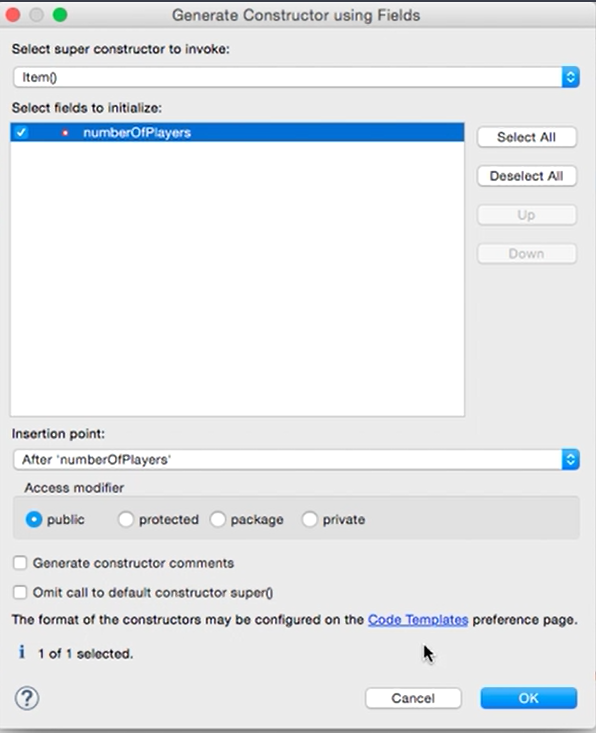 Generate Constructor using Fields
Select super constructor to invoke:
Item()
Select fields to initialize:
numberOfPlayers
Select All
Deselect All
Up
Down
Insertion point:
After 'numberOfPlayers'
Access modifier
public protected package private
Generate constructor comments
Omit call to default constructor super()
The format of the constructors may be configured on the Code Templates preference page.
i 1 of 1 selected.
? Cancel OK